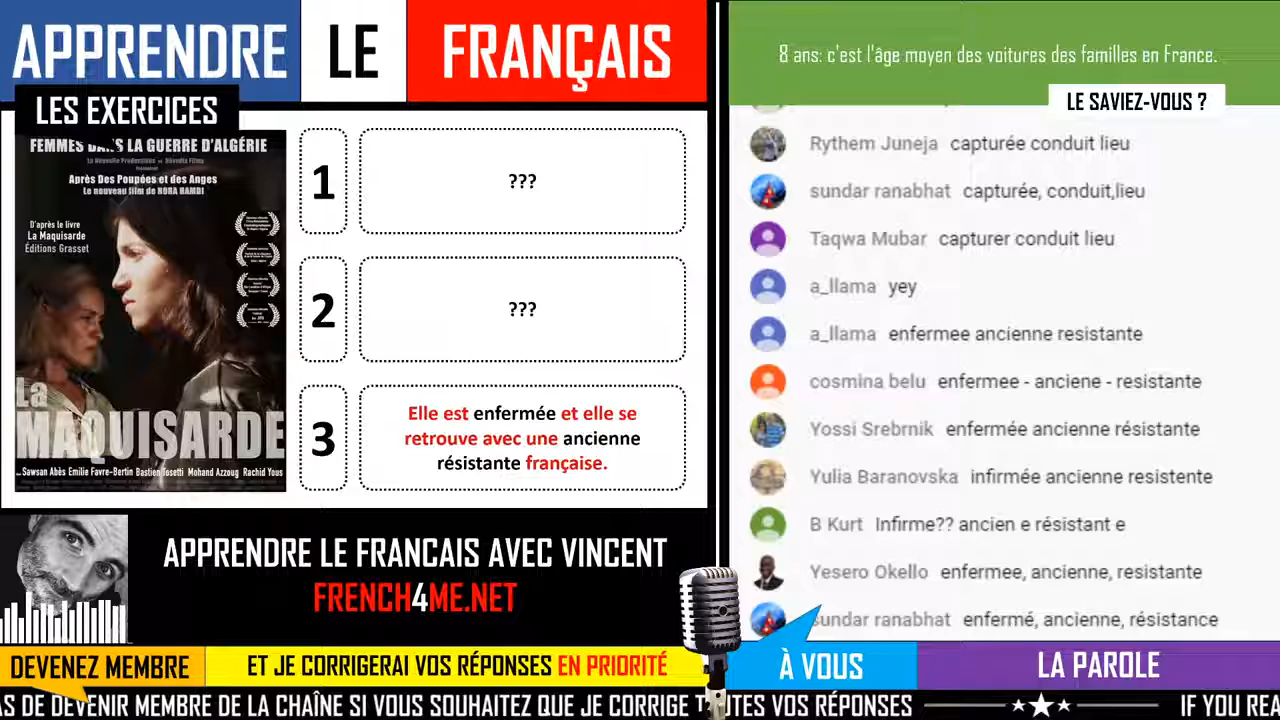 APPRENDRE LE FRANÇAIS
LES EXERCICES
FEMMES DANS LA GUERRE D'ALGÉRIE
Après Des Poupées et des Anges
Le nouveau film de NORA HAMDI
D'après le livre
La Maquisarde
Éditions Grasset
La
MAQUISARDE
Sawsan Abès Emilie Favre-Bertin Bastien Tosetti Mohand Azzoug Rachid Yous
1
???
2
???
3
Elle est enfermée et elle se
retrouve avec une ancienne
résistante française.
APPRENDRE LE FRANCAIS AVEC VINCENT
FRENCH4ME.NET
DEVENEZ MEMBRE
ET JE CORRIGERAI VOS RÉPONSES EN PRIORITÉ
8 ans: c'est l'âge moyen des voitures des familles en France.
LE SAVIEZ-VOUS ?
Rythem Juneja capturée conduit lieu
sundar ranabhat capturée, conduit,lieu
Taqwa Mubar capturer conduit lieu
a_llama yey
a_llama enfermee ancienne resistante
cosmina belu enfermee - anciene - resistante
Yossi Srebrnik enfermée ancienne résistante
Yulia Baranovska infirmée ancienne resistente
B Kurt Infirme?? ancien e résistant e
Yesero Okello enfermee, ancienne, resistante
sundar ranabhat enfermé, ancienne, résistance
À VOUS
LA PAROLE
AS DE DEVENIR MEMBRE DE LA CHAÎNE SI VOUS SOUHAITEZ QUE JE CORRIGE T UTES VOS RÉPONSES IF YOU REA